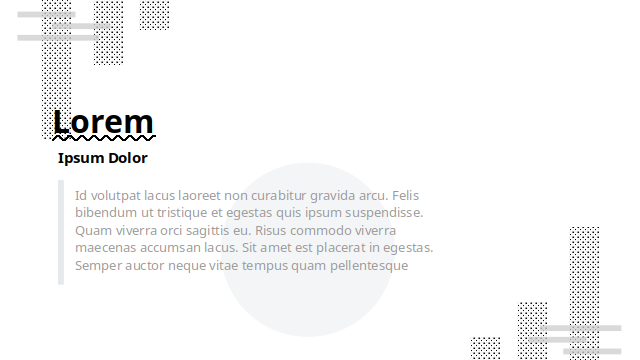 Lorem
Ipsum Dolor
Id volutpat lacus laoreet non curabitur gravida arcu. Felis
bibendum ut tristique et egestas quis ipsum suspendisse.
Quam viverra orci sagittis eu. Risus commodo viverra
maecenas accumsan lacus. Sit amet est placerat in egestas.
Semper auctor neque vitae tempus quam pellentesque